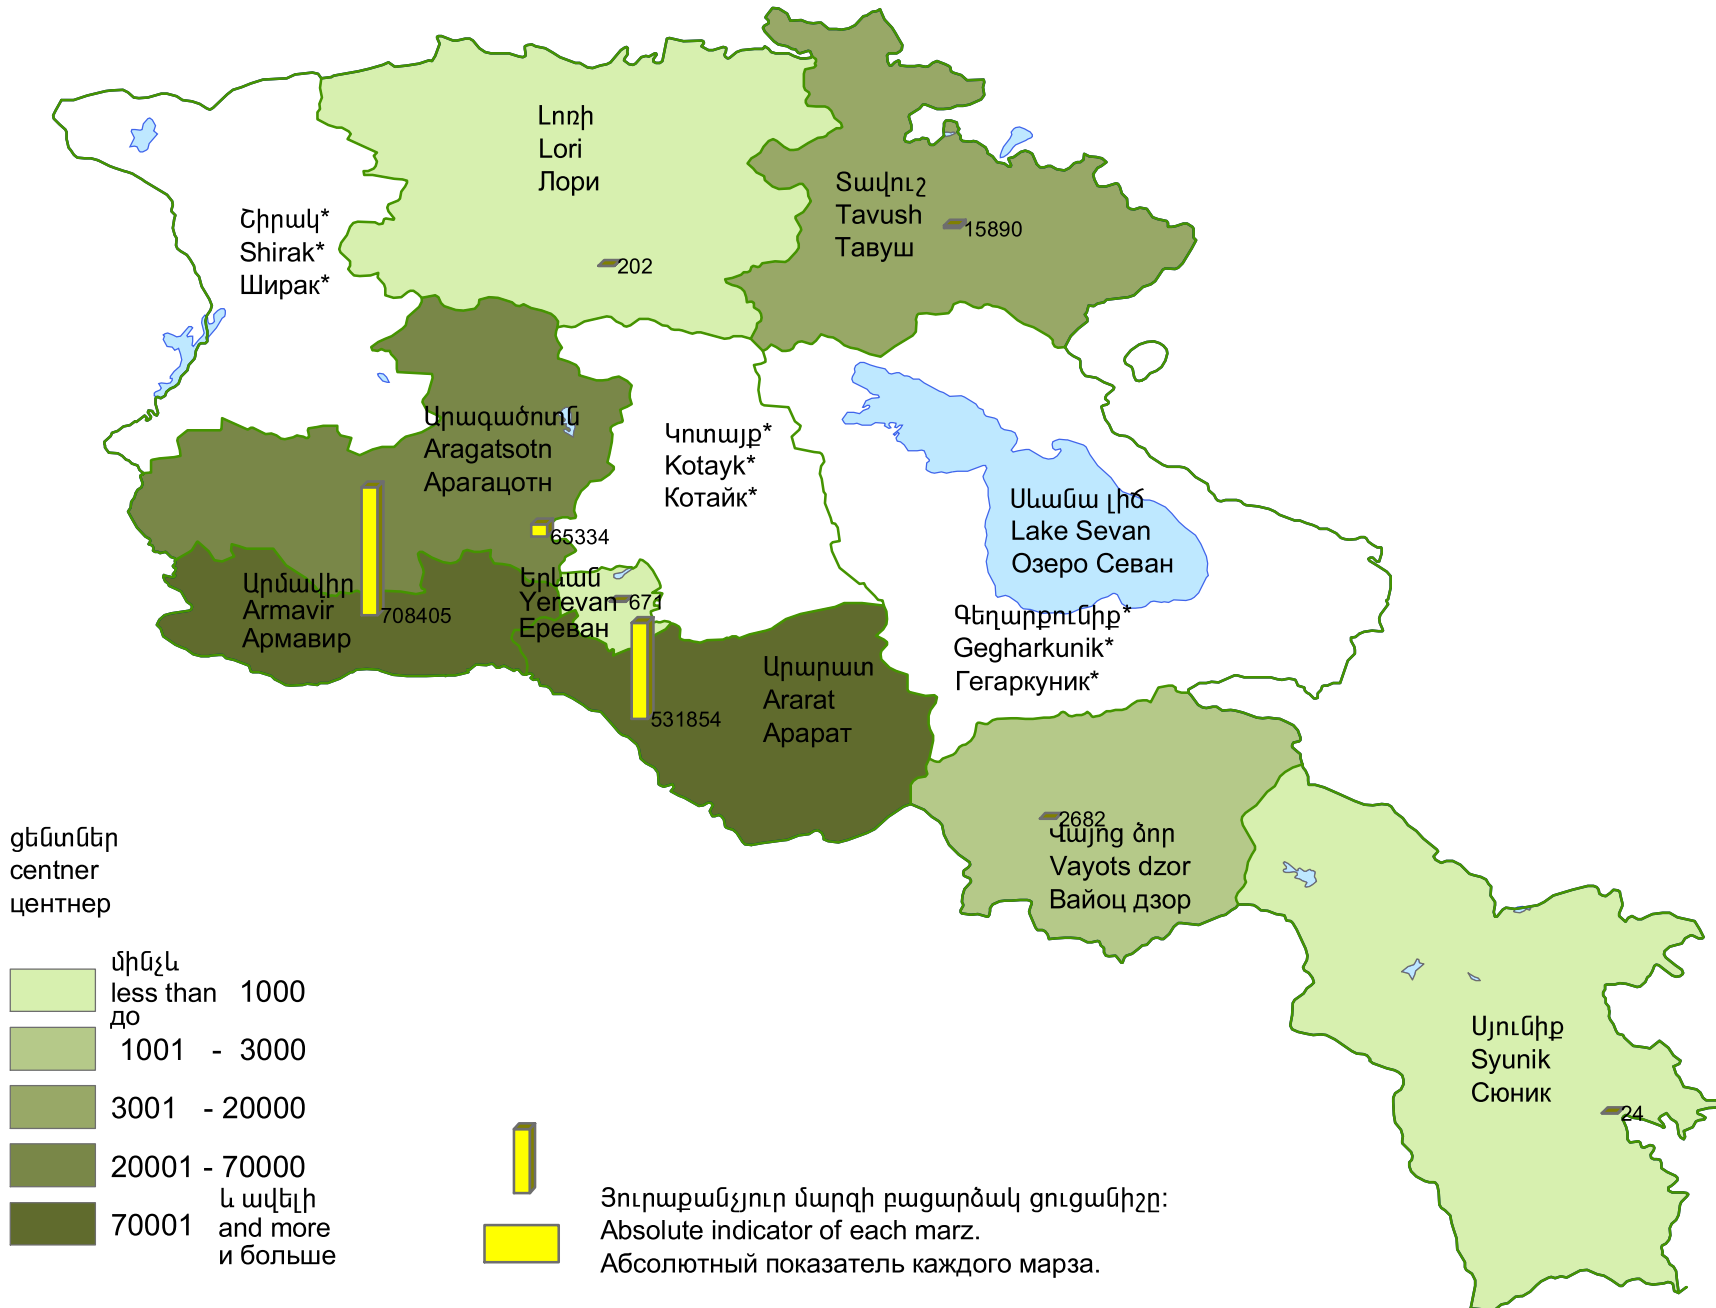 Լոռի
Lori
Лори
202
Տավուշ
Tavush
Тавуш
15890
Շիրակ*
Shirak*
Ширак*
Արագածոտն
Aragatsotn
Арагацотн
65334
Կոտայք*
Kotayk*
Котайк*
Սևանա լիճ
Lake Sevan
Озеро Севан
Արմավիր
Armavir
Армавир
708405
Երևան
Yerevan
Ереван
671
Գեղարքունիք*
Gegharkunik*
Гегаркуник*
Արարատ
Ararat
Арарат
531854
2682
Վայոց ձոր
Vayots dzor
Вайоц дзор
Սյունիք
Syunik
Сюник
24
ցենտներ
centner
центнер
մինչև
less than 1000
до
1001 - 3000
3001 - 20000
20001 - 70000
և ավելի
70001 and more
и больше
Յուրաքանչյուր մարզի բացարձակ ցուցանիշը:
Absolute indicator of each marz.
Абсолютный показатель каждого марза.